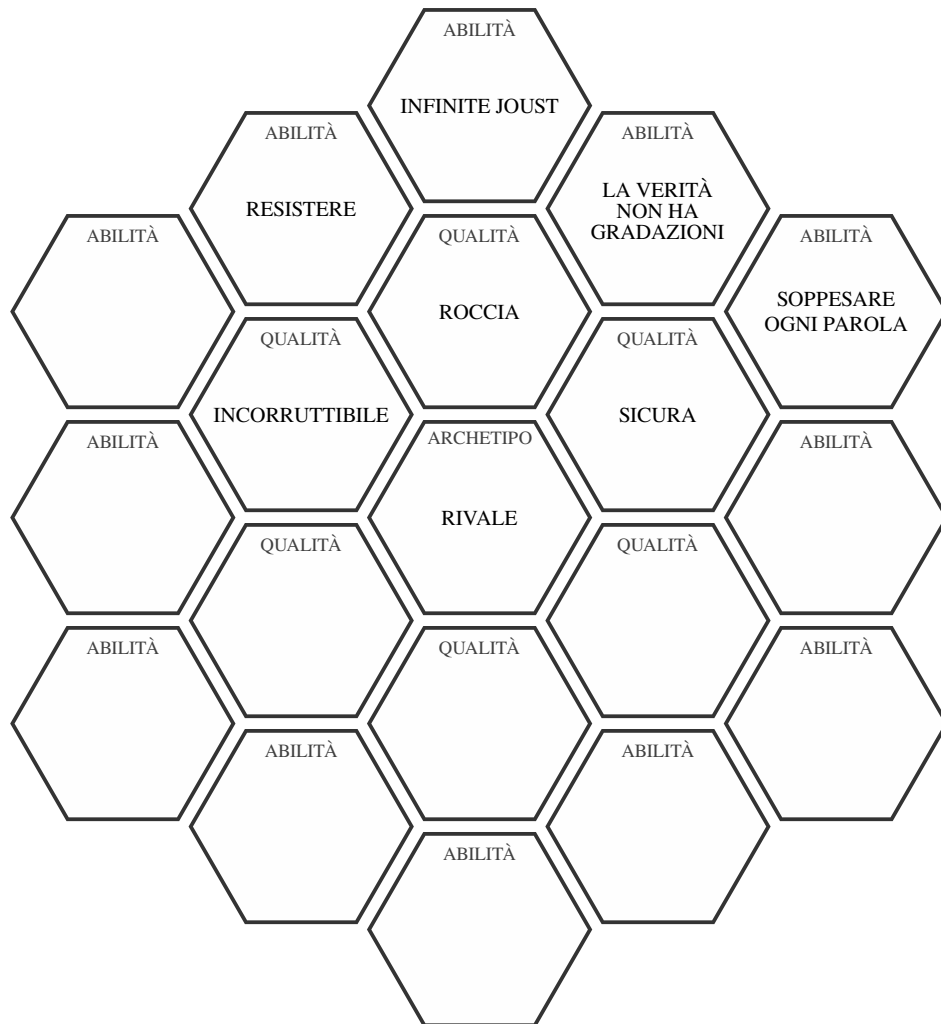 ABILITÀ
INFINITE JOUST
ABILITÀ
RESISTERE
ABILITÀ
LA VERITÀ
NON HA
GRADAZIONI
ABILITÀ
QUALITÀ
ROCCIA
ABILITÀ
SOPPESARE
OGNI PAROLA
QUALITÀ
INCORRUTTIBILE
QUALITÀ
SICURA
ABILITÀ
ARCHETIPO
RIVALE
ABILITÀ
QUALITÀ
QUALITÀ
ABILITÀ
QUALITÀ
ABILITÀ
ABILITÀ
ABILITÀ
ABILITÀ